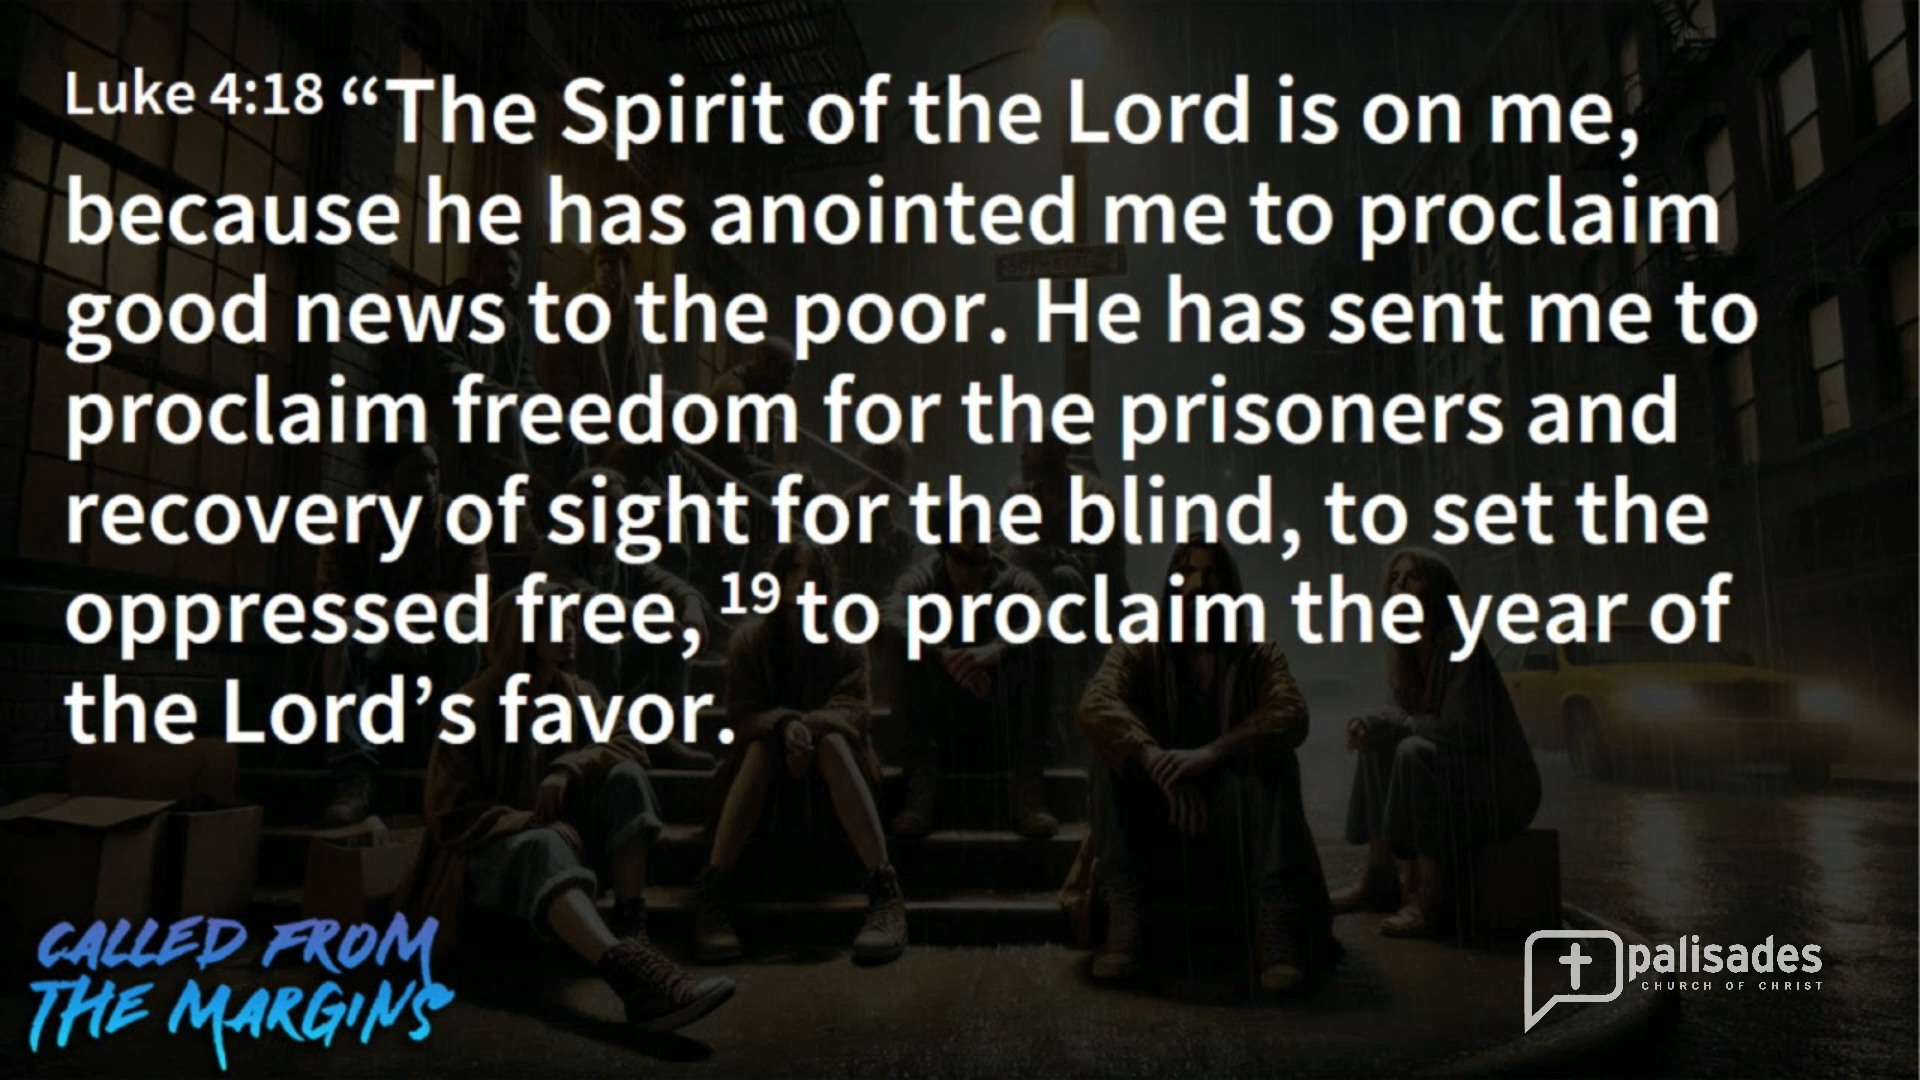 Luke 4:18 “The Spirit of the Lord is on me,
because he has anointed me to proclaim
good news to the poor. He has sent me to
proclaim freedom for the prisoners and
recovery of sight for the blind, to set the
oppressed free, 19 to proclaim the year of
the Lord’s favor.
CALLED FROM
THE MARGINS
palisades
CHURCH OF CHRIST